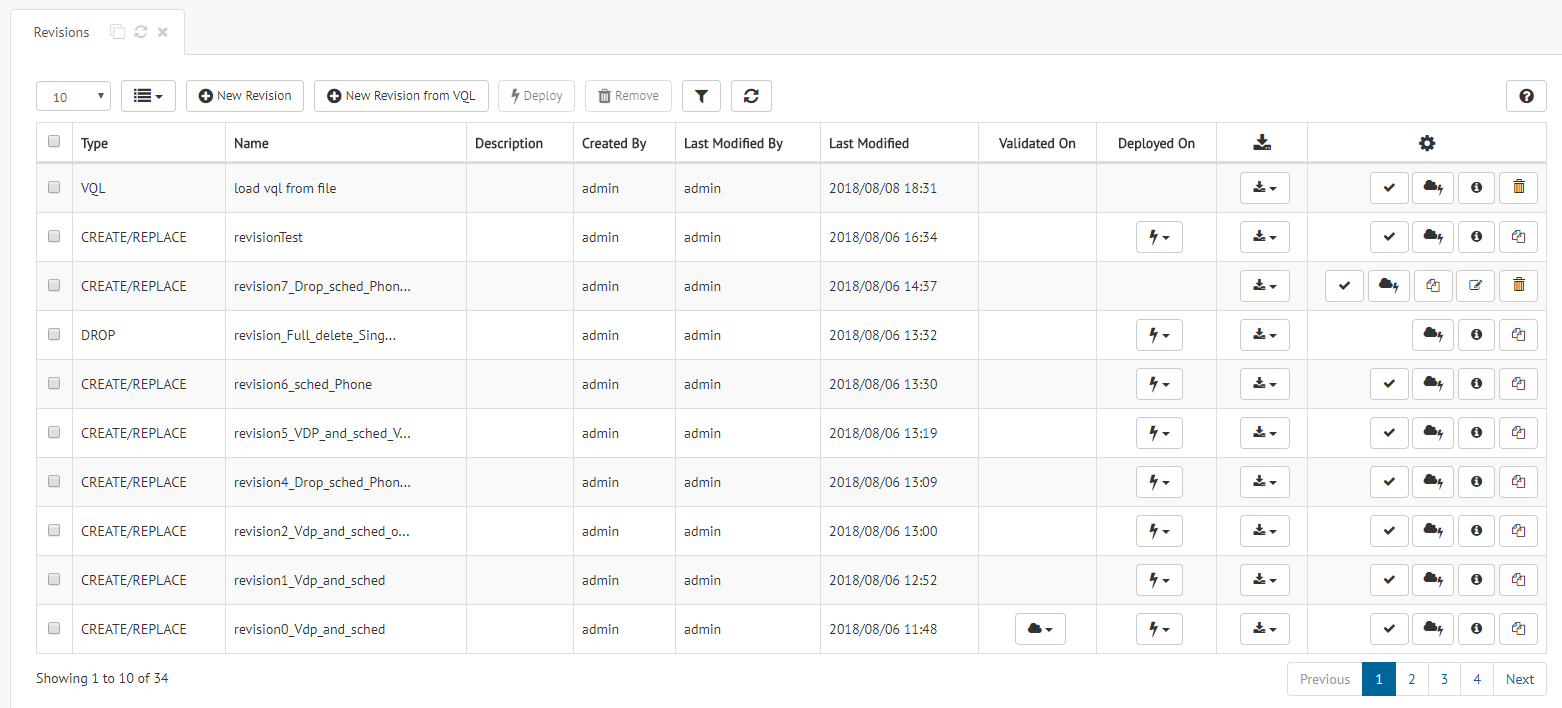 Revisions
10 New Revision New Revision from VQL Deploy Remove
Type Name Description Created By Last Modified By Last Modified Validated On Deployed On
VQL load vql from file admin admin 2018/08/08 18:31
CREATE/REPLACE revisionTest admin admin 2018/08/06 16:34
CREATE/REPLACE revision7_Drop_sched_Phon... admin admin 2018/08/06 14:37
DROP revision_Full_delete_Sing... admin admin 2018/08/06 13:32
CREATE/REPLACE revision6_sched_Phone admin admin 2018/08/06 13:30
CREATE/REPLACE revision5_VDP_and_sched_V... admin admin 2018/08/06 13:19
CREATE/REPLACE revision4_Drop_sched_Phon... admin admin 2018/08/06 13:09
CREATE/REPLACE revision2_Vdp_and_sched_o... admin admin 2018/08/06 13:00
CREATE/REPLACE revision1_Vdp_and_sched admin admin 2018/08/06 12:52
CREATE/REPLACE revision0_Vdp_and_sched admin admin 2018/08/06 11:48
Showing 1 to 10 of 34 Previous 1 2 3 4 Next